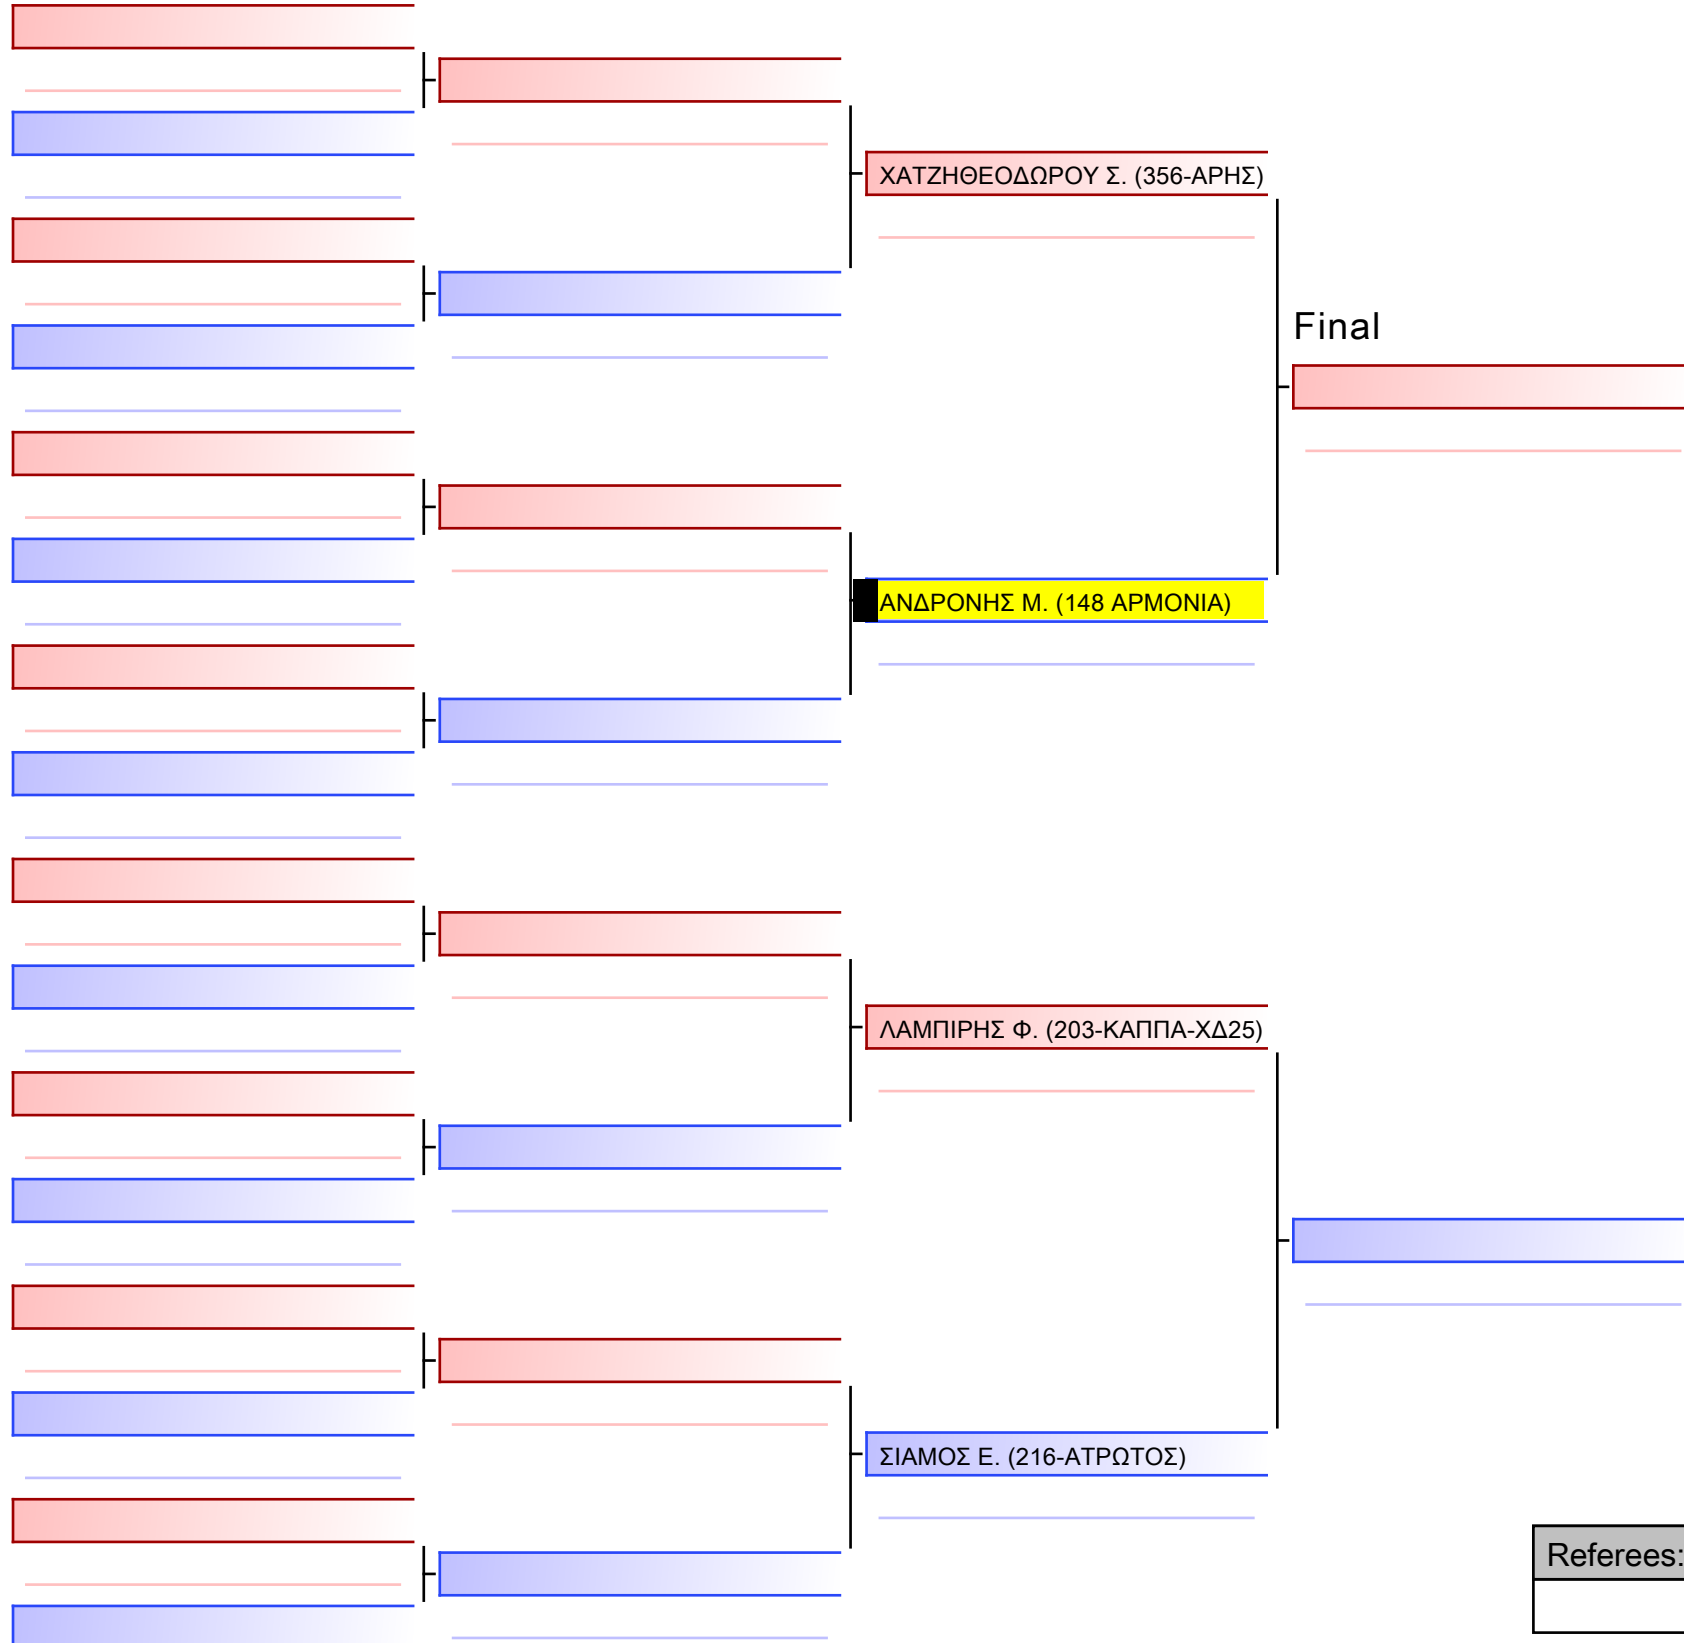 ΧΑΤΖΗΘΕΟΔΩΡΟΥ Σ. (356-ΑΡΗΣ)
Final
ΑΝΔΡΟΝΗΣ Μ. (148 ΑΡΜΟΝΙΑ)
ΛΑΜΠΙΡΗΣ Φ. (203-ΚΑΠΠΑ-ΧΔ25)
ΣΙΑΜΟΣ Ε. (216-ΑΤΡΩΤΟΣ)
Referees: